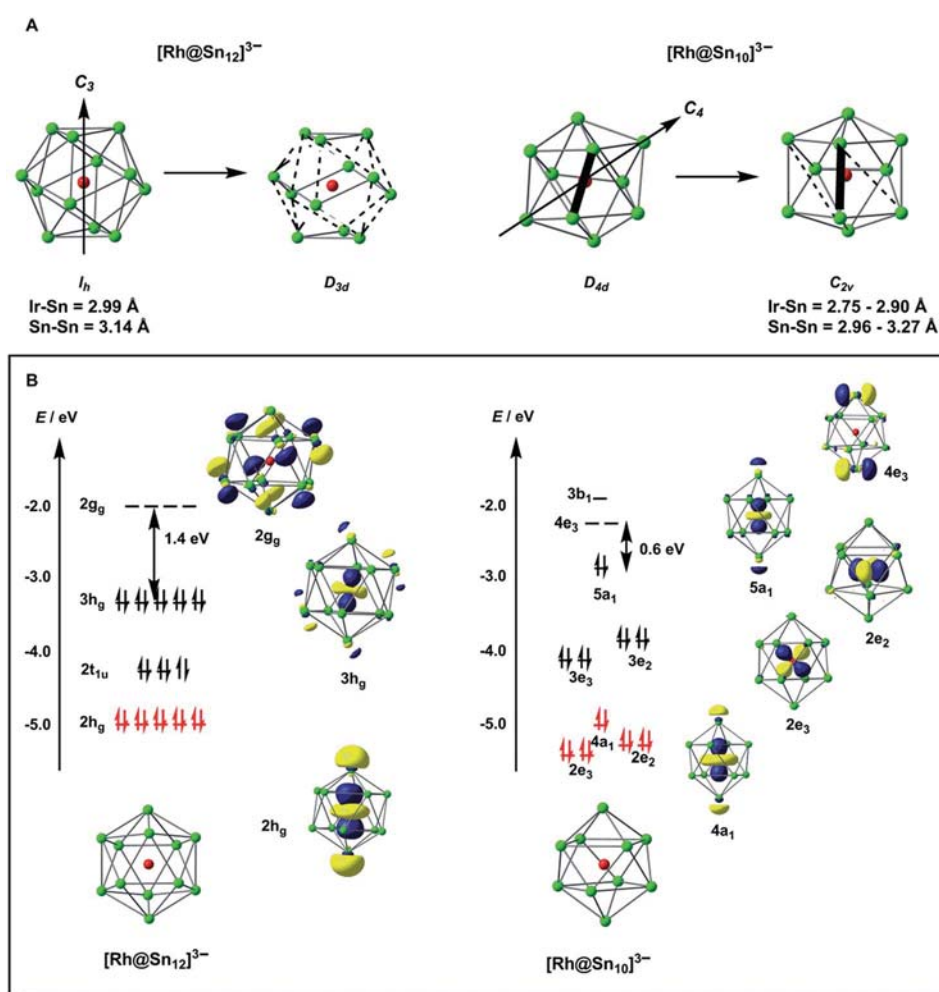 A
[Rh@Sn12]3−
[Rh@Sn10]3−
C3
C4
Ih
D3d
D4d
C2v
Ir-Sn = 2.99 Å
Sn-Sn = 3.14 Å
Ir-Sn = 2.75 - 2.90 Å
Sn-Sn = 2.96 - 3.27 Å
B
E / eV
-2.0
-3.0
-4.0
-5.0
2gg
1.4 eV
2gg
3hg
3hg
2t1u
2hg
2hg
[Rh@Sn12]3−
E / eV
-2.0
-3.0
-4.0
-5.0
3b1
4e3
0.6 eV
5a1
3e3
3e2
4a1
2e3
2e2
4e3
5a1
2e2
2e3
4a1
[Rh@Sn10]3−